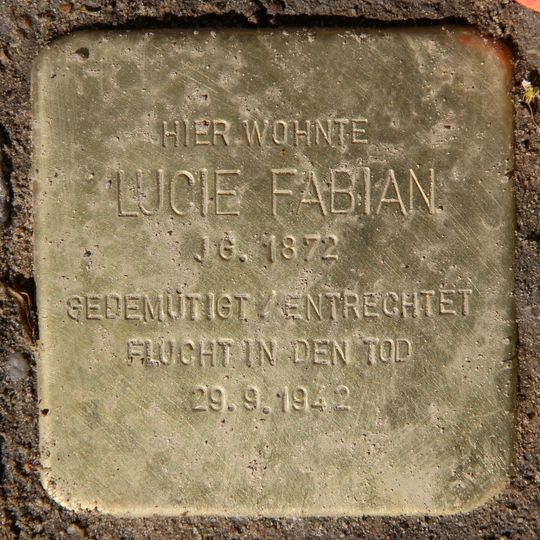 HIER WOHNTE
LUCIE FABIAN
JG. 1872
GEDEMÜTIGT / ENTRECHTET
FLUCHT IN DEN TOD
29.9.1942